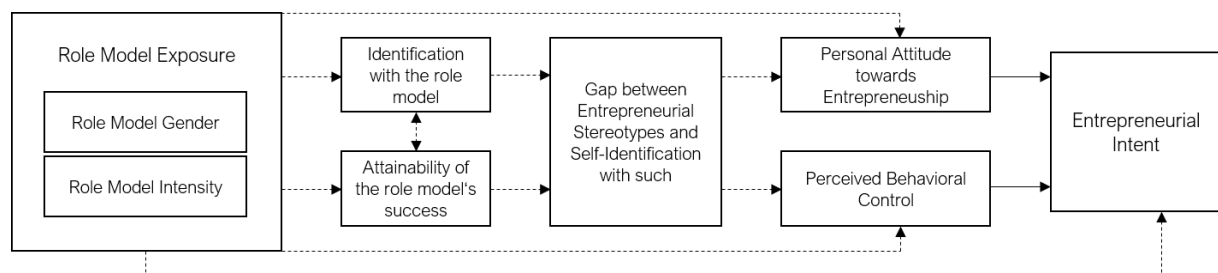 Role Model Exposure
Role Model Gender
Role Model Intensity
Identification
with the role
model
Attainability of
the role model's
success
Gap between
Entrepreneurial
Stereotypes and
Self-Identification
with such
Personal Attitude
towards
Entrepeneuship
Perceived Behavioral
Control
Entrepreneurial
Intent